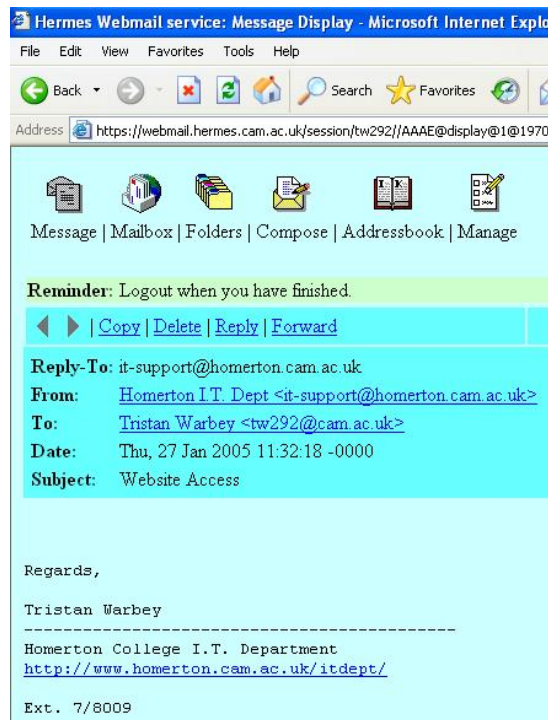 Hermes Webmail service: Message Display - Microsoft Internet Explo
File Edit View Favorites Tools Help
Back Search Favorites
Address https://webmail.hermes.cam.ac.uk/session/tw292//AAAE@display@1@1970
Message | Mailbox | Folders | Compose | Addressbook | Manage
Reminder: Logout when you have finished.
| Copy | Delete | Reply | Forward
Reply-To: it-support@homerton.cam.ac.uk
From: Homerton I.T. Dept <it-support@homerton.cam.ac.uk>
To: Tristan Warbey <tw292@cam.ac.uk>
Date: Thu, 27 Jan 2005 11:32:18 -0000
Subject: Website Access
Regards,
Tristan Warbey
------------------------------------------------
Homerton College I.T. Department
http://www.homerton.cam.ac.uk/itdept/
Ext. 7/8009